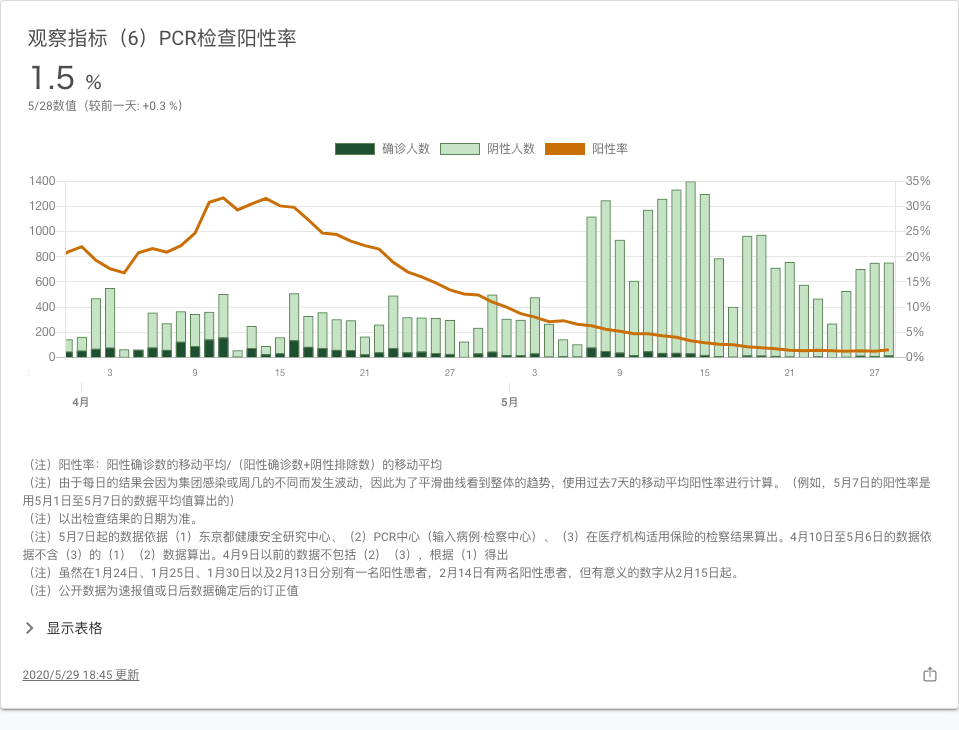 观察指标（6）PCR检查阳性率
1.5 %
5/28数值（较前一天: +0.3 %）
确诊人数 阴性人数 阳性率
1400 35%
1200 30%
1000 25%
800 20%
600 15%
400 10%
200 5%
0 0%
3 9 15 21 27 3 9 15 21 27
4月 5月
（注）阳性率：阳性确诊数的移动平均/（阳性确诊数+阴性排除数）的移动平均
（注）由于每日的结果会因为集团感染或周几的不同而发生波动，因此为了平滑曲线看到整体的趋势，使用过去7天的移动平均阳性率进行计算。（例如，5月7日的阳性率是
用5月1日至5月7日的数据平均值算出的）
（注）以出检查结果的日期为准。
（注）5月7日起的数据依据（1）东京都健康安全研究中心、（2）PCR中心（输入病例·检察中心）、（3）在医疗机构适用保险的检察结果算出。4月10日至5月6日的数据依
据不含（3）的（1）（2）数据算出。4月9日以前的数据不包括（2）（3），根据（1）得出
（注）虽然在1月24日、1月25日、1月30日以及2月13日分别有一名阳性患者，2月14日有两名阳性患者，但有意义的数字从2月15日起。
（注）公开数据为速报值或日后数据确定后的订正值
显示表格
2020/5/29 18:45 更新